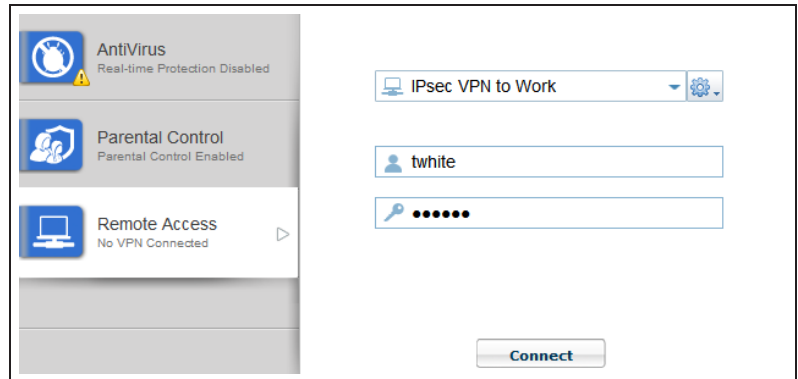 AntiVirus
Real-time Protection Disabled
Parental Control
Parental Control Enabled
Remote Access
No VPN Connected
IPsec VPN to Work
twhite
••••••
Connect